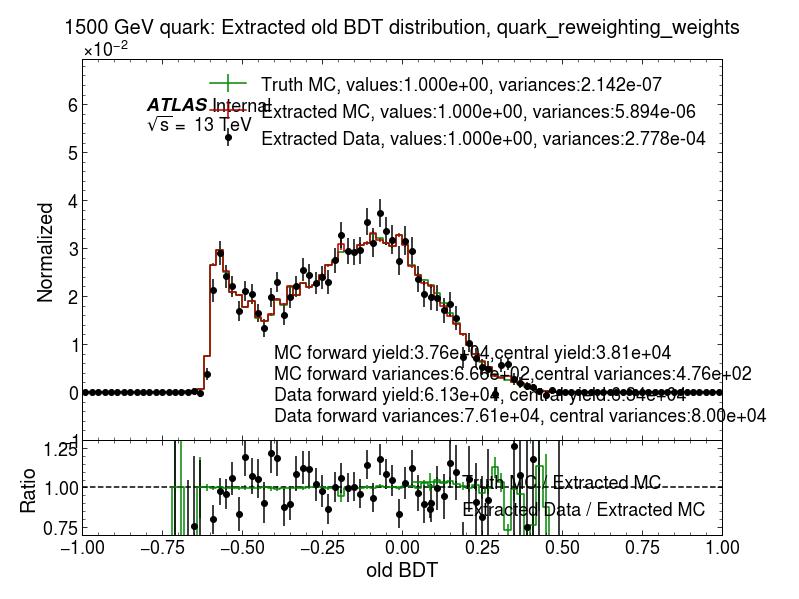 1500 GeV quark: Extracted old BDT distribution, quark_reweighting_weights
×10⁻²
Truth MC, values:1.000e+00, variances:2.142e-07
ATLAS Internal
Extracted MC, values:1.000e+00, variances:5.894e-06
√s = 13 TeV
Extracted Data, values:1.000e+00, variances:2.778e-04
6
5
4
3
2
1
0
−1
Normalized
MC forward yield:3.76e+04,central yield:3.81e+04
MC forward variances:6.66e+02,central variances:4.76e+02
Data forward yield:6.13e+04, central yield:
Data forward variances:7.61e+04, central variances:8.00e+04
1.25
1.00
0.75
Ratio
Truth MC / Extracted MC
Extracted Data / Extracted MC
−1.00 −0.75 −0.50 −0.25 0.00 0.25 0.50 0.75 1.00
old BDT